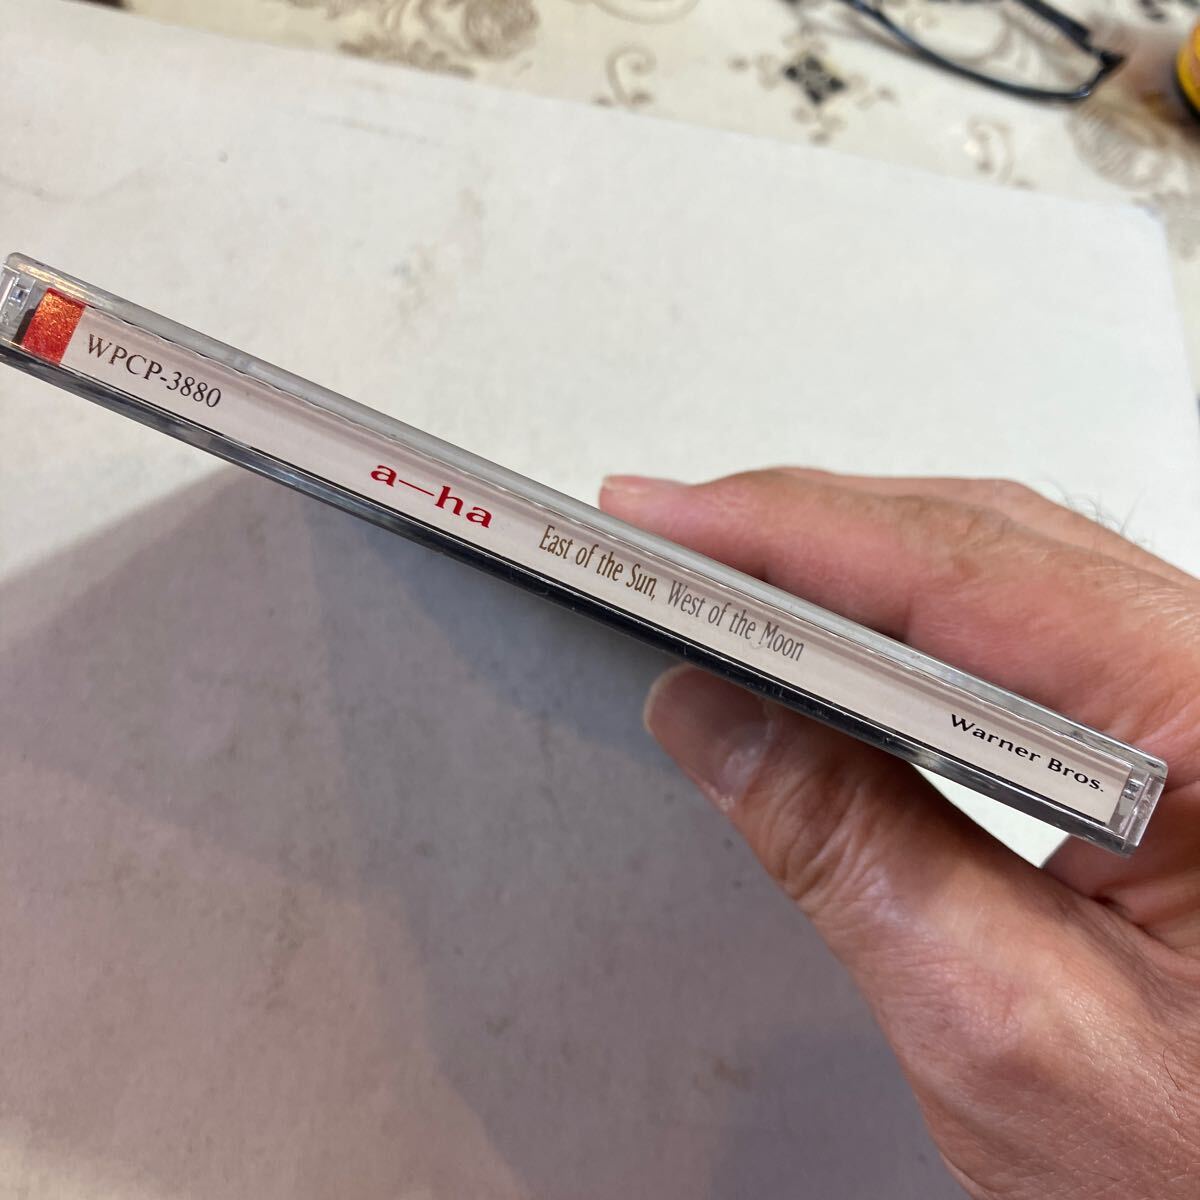 WPCP-3880
a-ha
East of the Sun, West of the Moon
Warner Bros.